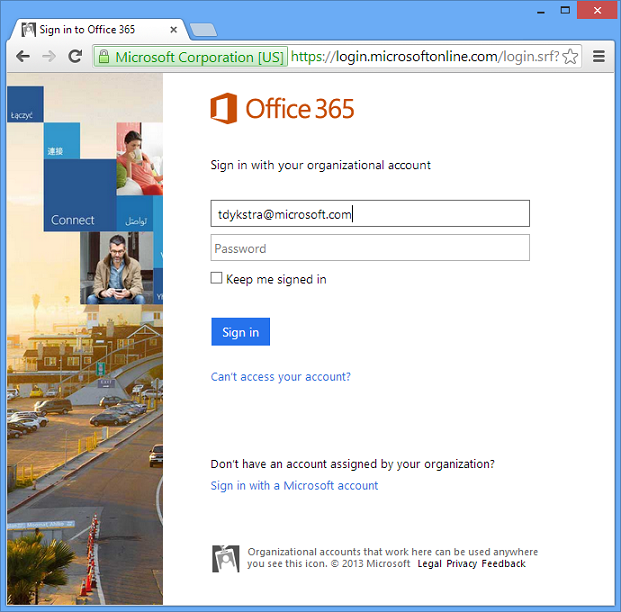 Sign in to Office 365
Microsoft Corporation [US]
https://login.microsoftonline.com/login.srf?
Łączyć
連接
Connect
تواصل
Office 365
Sign in with your organizational account
tdykstra@microsoft.com
Password
Keep me signed in
Sign in
Can't access your account?
Don't have an account assigned by your organization?
Sign in with a Microsoft account
Organizational accounts that work here can be used anywhere
you see this icon. © 2013 Microsoft Legal Privacy Feedback